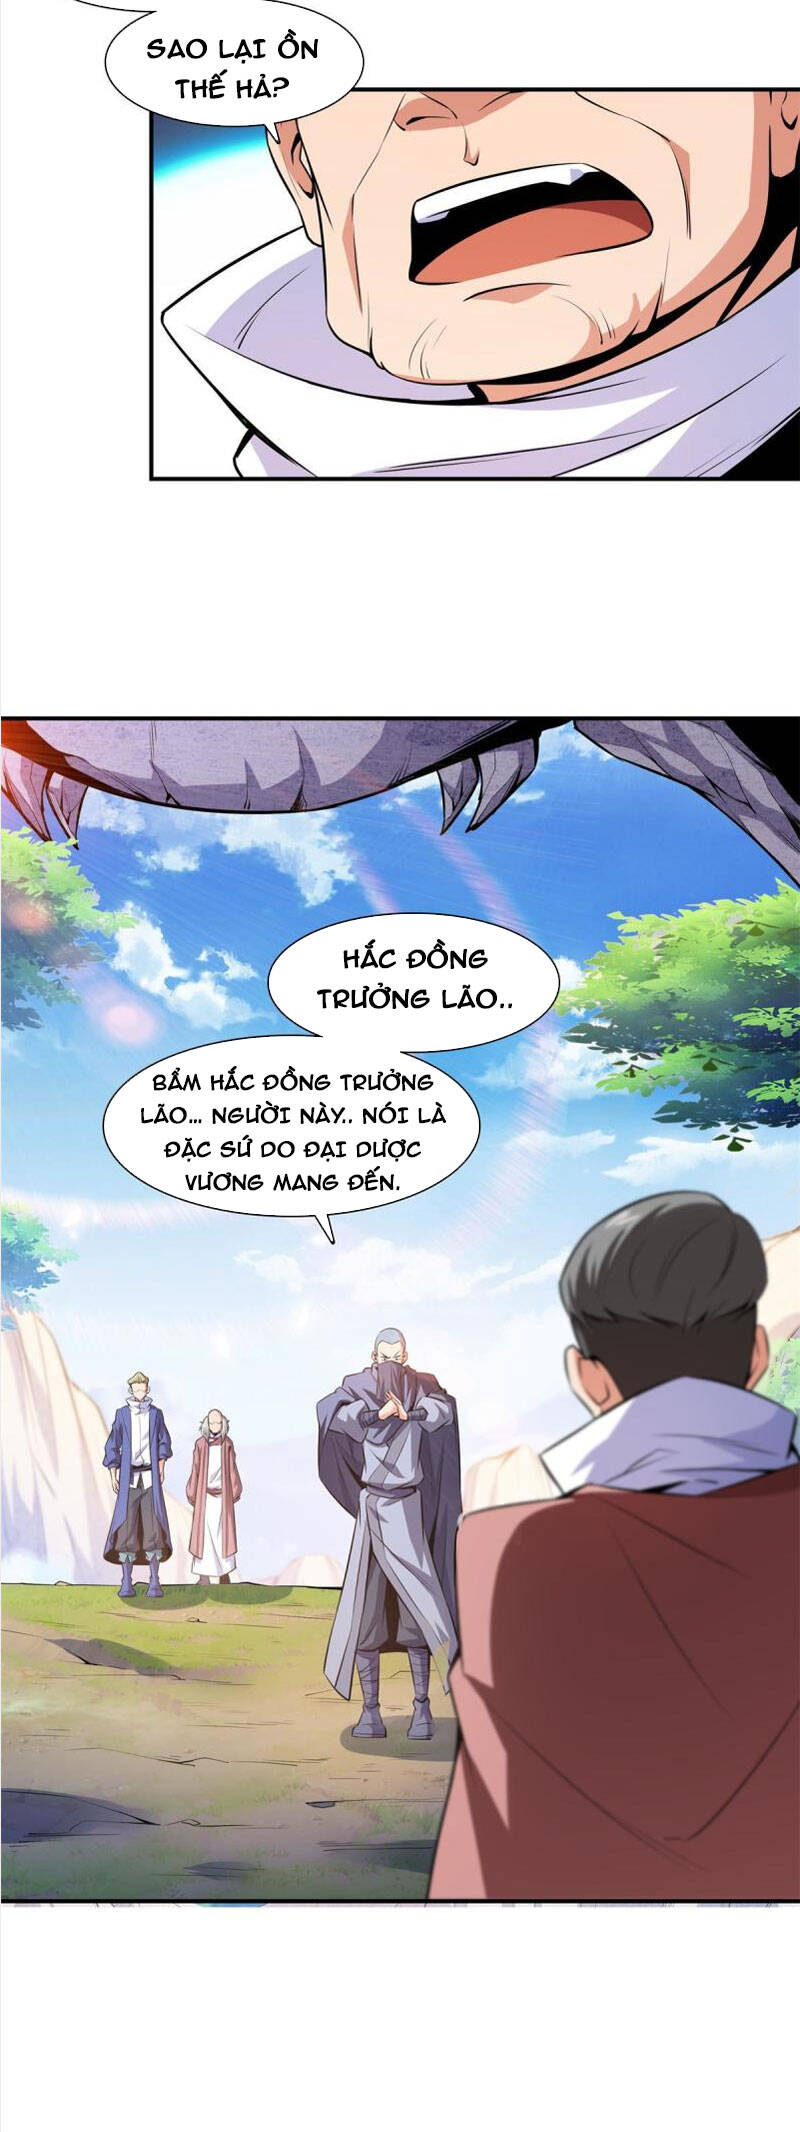 SAO LẠI ỒN
THẾ HẢ?
HẮC ĐỒNG
TRƯỞNG LÃO..
BẨM HẮC ĐỒNG TRƯỞNG
LÃO... NGƯỜI NÀY.. NÓI LÀ
ĐẶC SỨ DO ĐẠI DƯỢC
VƯƠNG MANG ĐẾN.